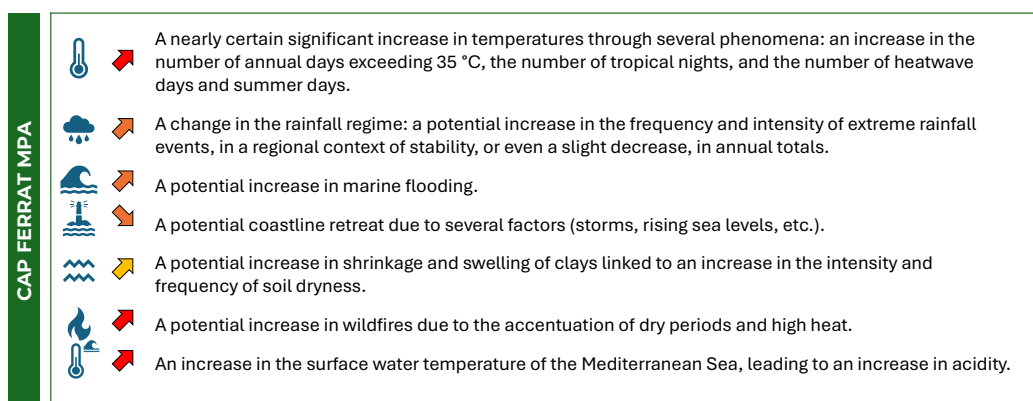 CAP FERRAT MPA
A nearly certain significant increase in temperatures through several phenomena: an increase in the
number of annual days exceeding 35 °C, the number of tropical nights, and the number of heatwave
days and summer days.
A change in the rainfall regime: a potential increase in the frequency and intensity of extreme rainfall
events, in a regional context of stability, or even a slight decrease, in annual totals.
A potential increase in marine flooding.
A potential coastline retreat due to several factors (storms, rising sea levels, etc.).
A potential increase in shrinkage and swelling of clays linked to an increase in the intensity and
frequency of soil dryness.
A potential increase in wildfires due to the accentuation of dry periods and high heat.
An increase in the surface water temperature of the Mediterranean Sea, leading to an increase in acidity.